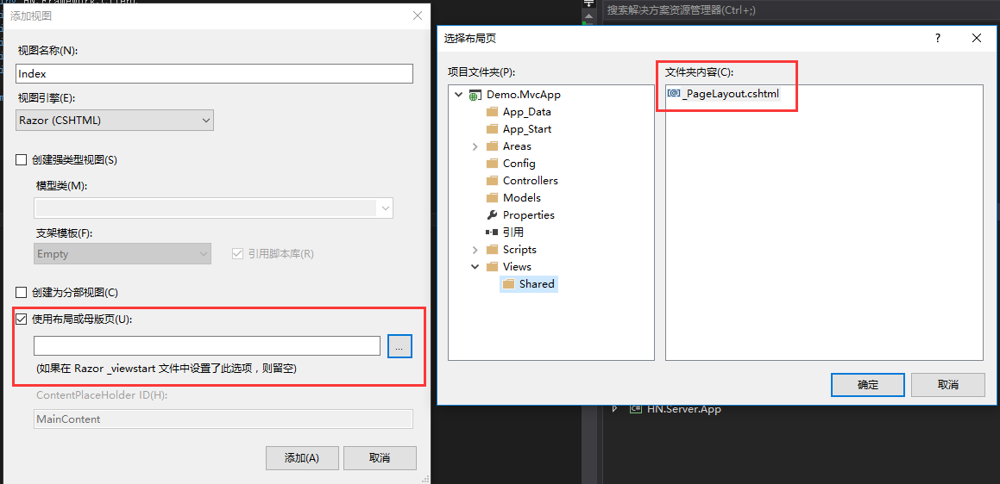 添加视图
视图名称(N):
Index
视图引擎(E):
Razor (CSHTML)
创建强类型视图(S)
模型类(M):
支架模板(F):
Empty
引用脚本库(R)
创建为分部视图(C)
使用布局或母版页(U):
...
(如果在 Razor _viewstart 文件中设置了此选项，则留空)
ContentPlaceHolder ID(H):
MainContent
添加(A)
取消
搜索解决方案资源管理器(Ctrl+;)
选择布局页
?
项目文件夹(P):
Demo.MvcApp
App_Data
App_Start
Areas
Config
Controllers
Models
Properties
引用
Scripts
Views
Shared
文件夹内容(C):
_PageLayout.cshtml
确定
取消
HN.Server.App